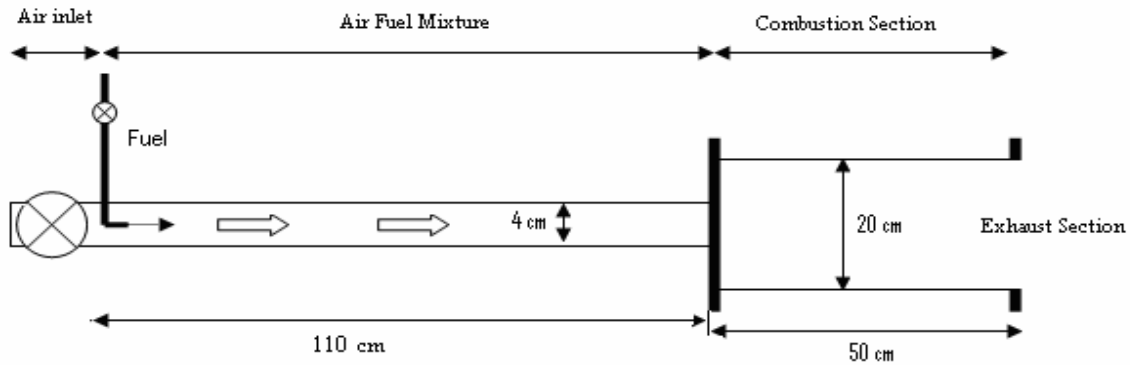 Air inlet
Air Fuel Mixture
Combustion Section
Fuel
4 cm
20 cm
Exhaust Section
110 cm
50 cm